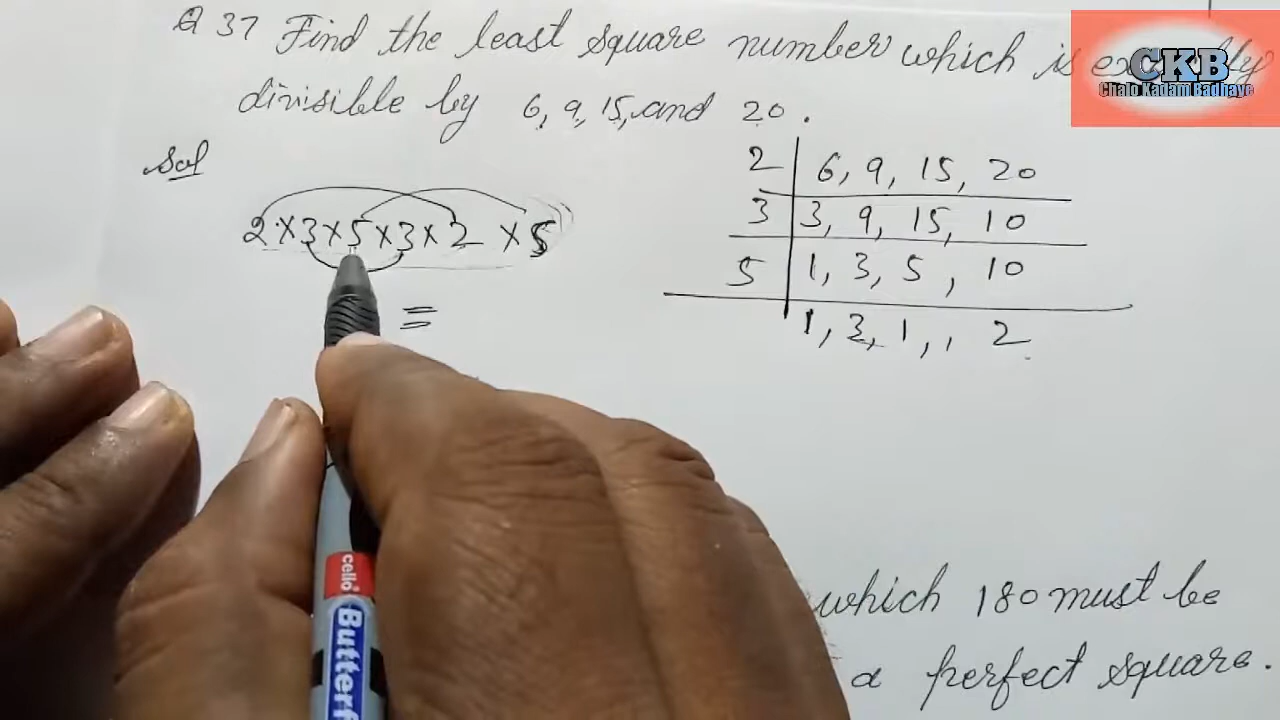 Q 37 Find the least square number which is exactly
divisible by 6, 9, 15, and 20.
Sol
2×3×5×3×2 ×5
=
2 | 6, 9, 15, 20
3 | 3, 9, 15, 10
5 | 1, 3, 5, 10
1, 3, 1, , 2
which 180 must be
a perfect square.
CKB
Chalo Kadam Badhaye
cello
Butterf